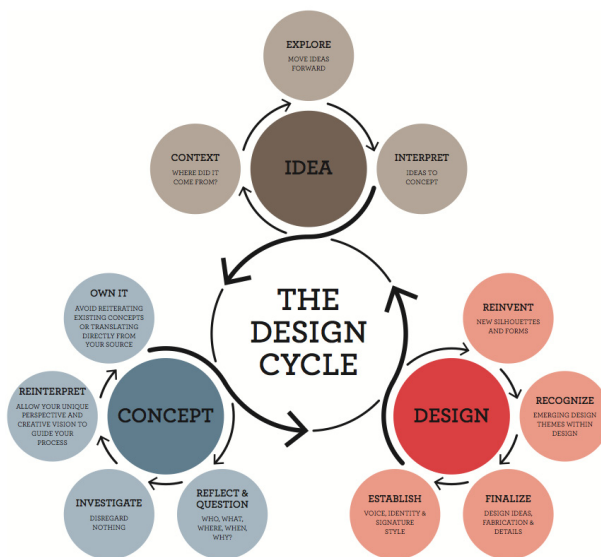 EXPLORE
MOVE IDEAS
FORWARD
CONTEXT
WHERE DID IT
COME FROM?
IDEA
INTERPRET
IDEAS TO
CONCEPT
THE
DESIGN
CYCLE
OWN IT
AVOID REITERATING
EXISTING CONCEPTS
OR TRANSLATING
DIRECTLY FROM
YOUR SOURCE
REINTERPRET
ALLOW YOUR UNIQUE
PERSPECTIVE AND
CREATIVE VISION TO
GUIDE YOUR
PROCESS
CONCEPT
INVESTIGATE
DISREGARD
NOTHING
REFLECT &
QUESTION
WHO, WHAT,
WHERE, WHEN,
WHY?
REINVENT
NEW SILHOUETTES
AND FORMS
DESIGN
RECOGNIZE
EMERGING DESIGN
THEMES WITHIN
DESIGN
ESTABLISH
VOICE, IDENTITY &
SIGNATURE
STYLE
FINALIZE
DESIGN IDEAS,
FABRICATION &
DETAILS